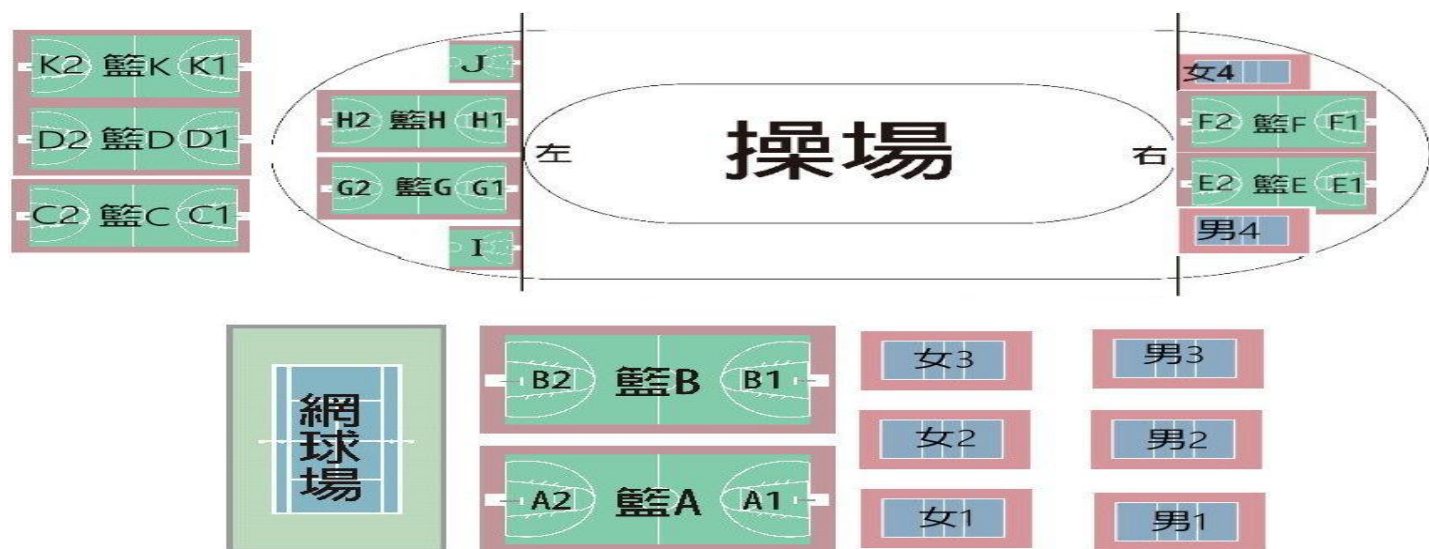 K2 籃K K1
D2 籃D D1
C2 籃C C1
J
H2 籃H H1
G2 籃G G1
I
左
操場
右
女4
F2 籃F F1
E2 籃E E1
男4
網球場
B2 籃B B1
A2 籃A A1
女3
男3
女2
男2
女1
男1